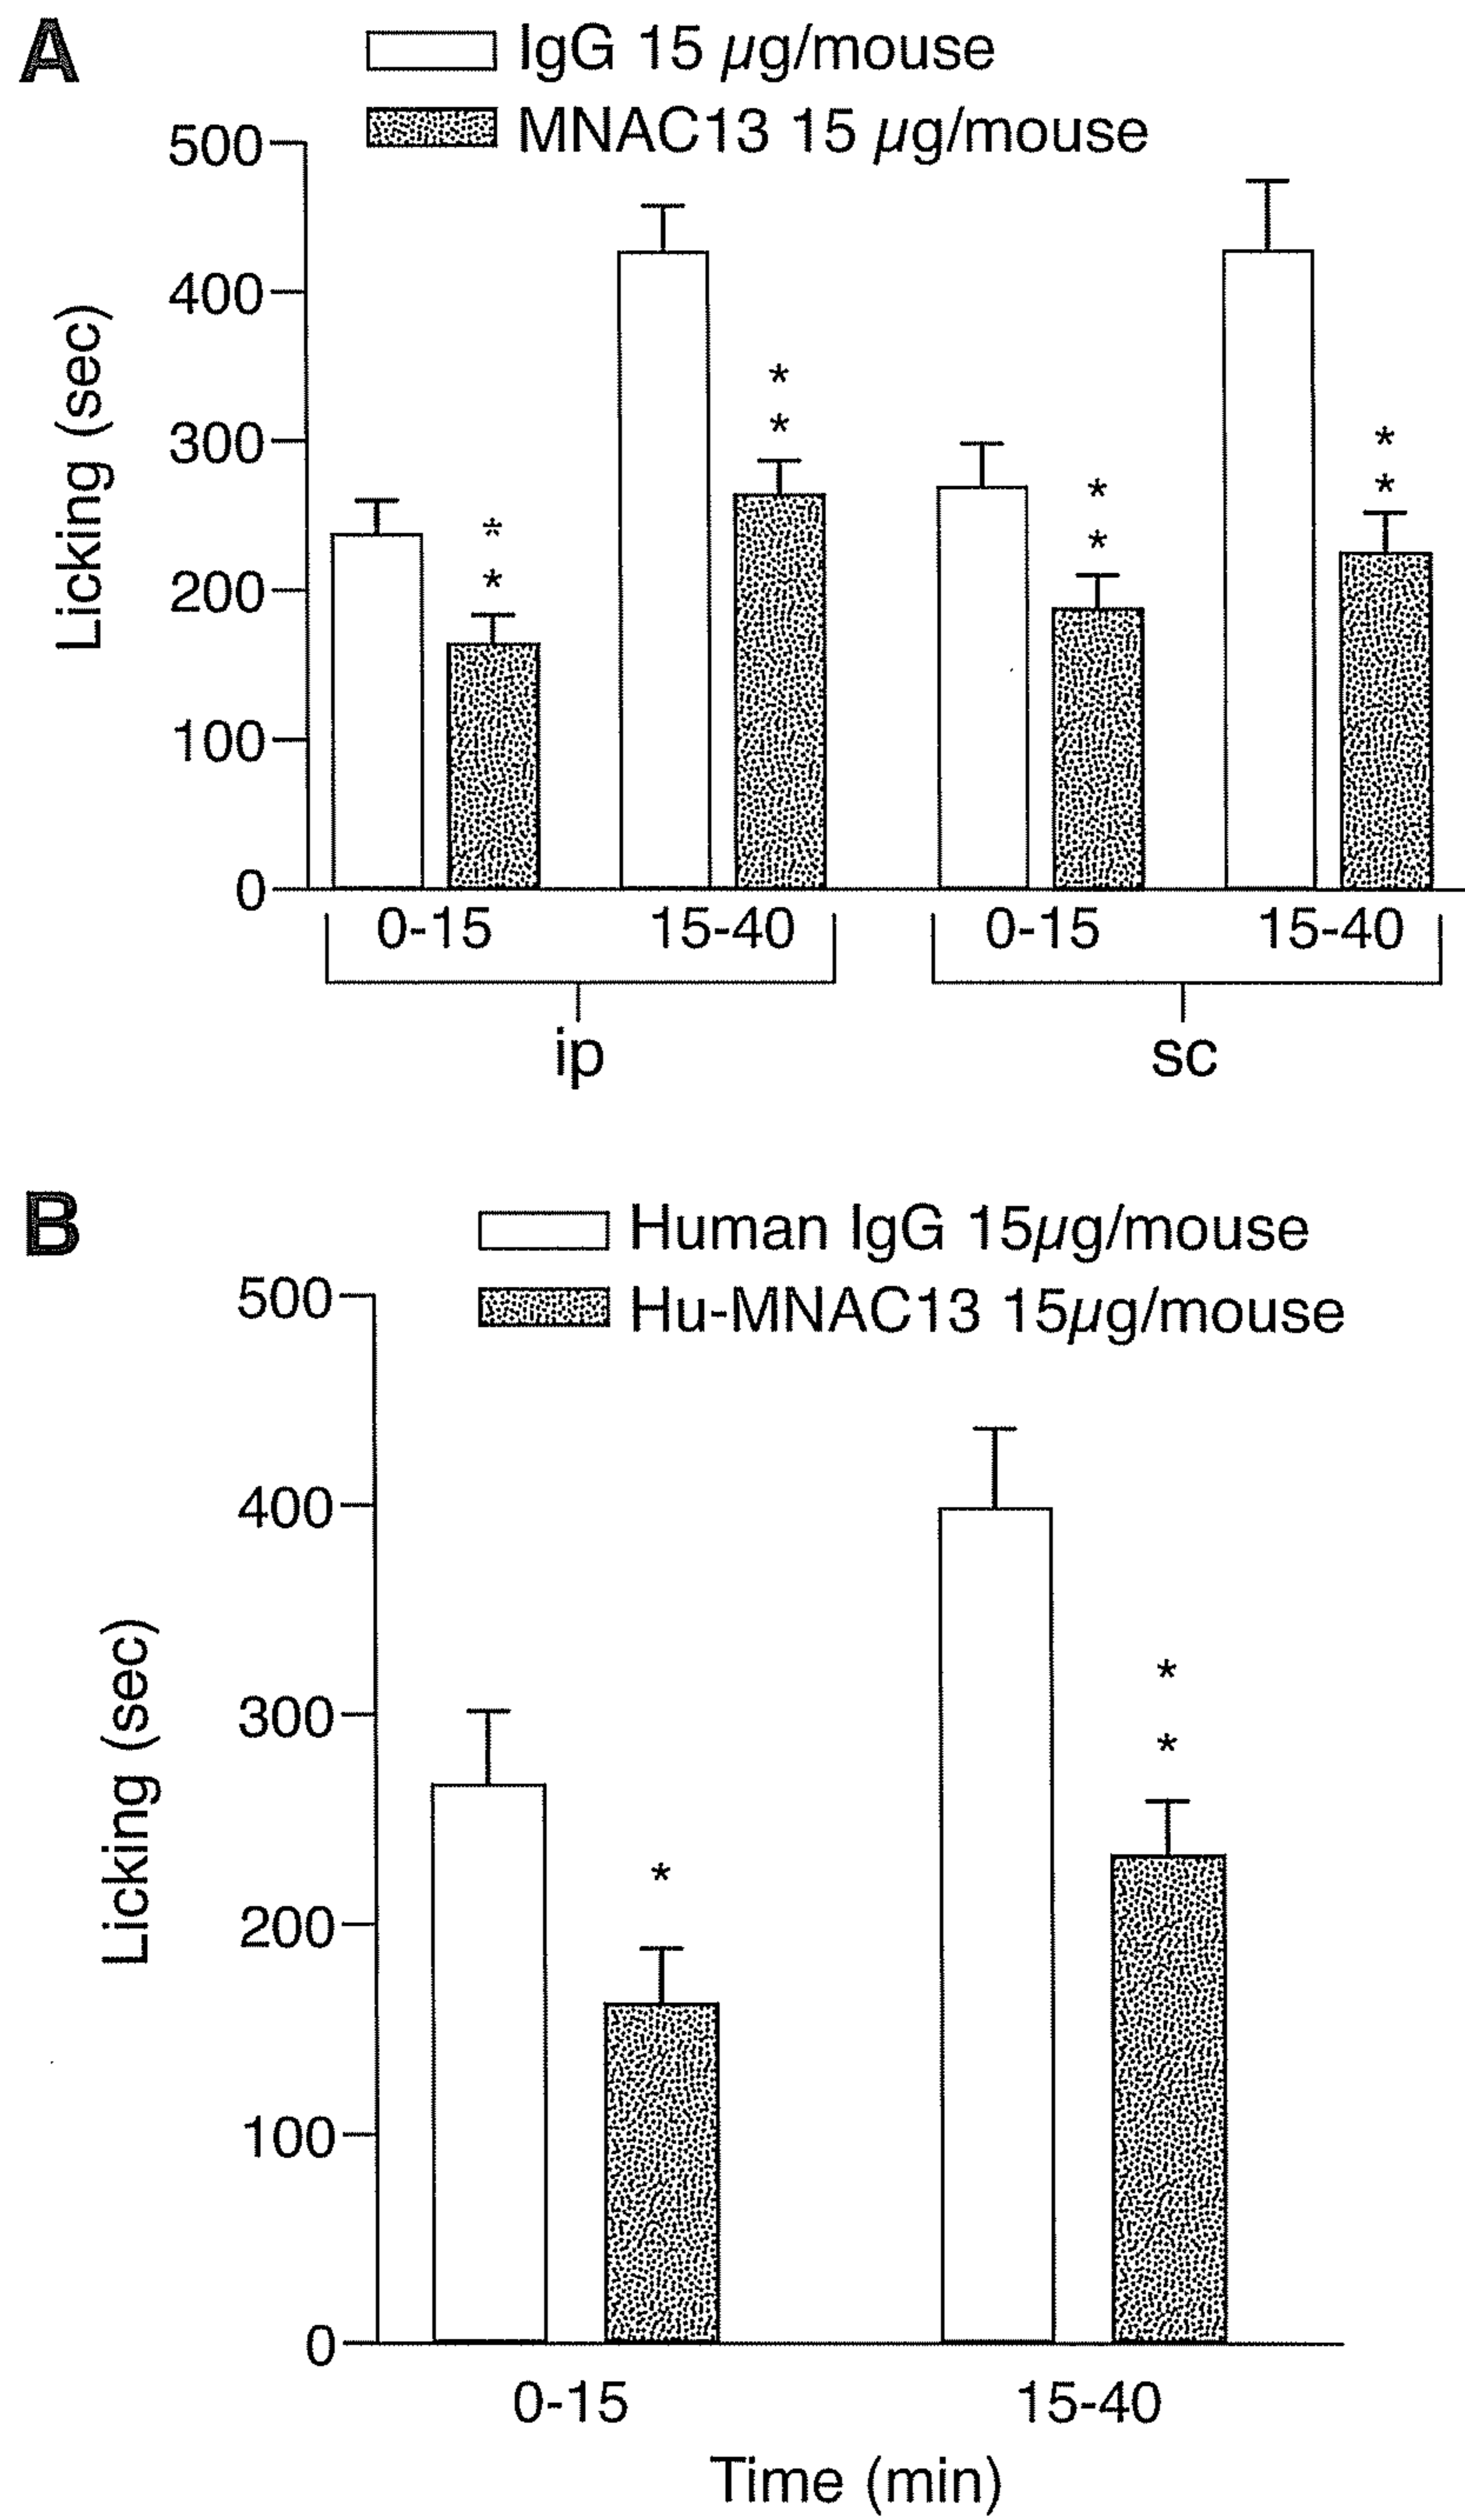 A
IgG 15 µg/mouse
MNAC13 15 µg/mouse
500
400
300
200
100
0
Licking (sec)
*
*
*
*
*
*
*
*
0-15
15-40
0-15
15-40
ip
sc
B
Human IgG 15µg/mouse
Hu-MNAC13 15µg/mouse
500
400
300
200
100
0
Licking (sec)
*
*
*
0-15
15-40
Time (min)